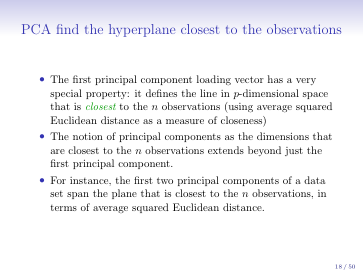 PCA find the hyperplane closest to the observations
• The first principal component loading vector has a very
special property: it defines the line in p-dimensional space
that is closest to the n observations (using average squared
Euclidean distance as a measure of closeness)
• The notion of principal components as the dimensions that
are closest to the n observations extends beyond just the
first principal component.
• For instance, the first two principal components of a data
set span the plane that is closest to the n observations, in
terms of average squared Euclidean distance.
18 / 50